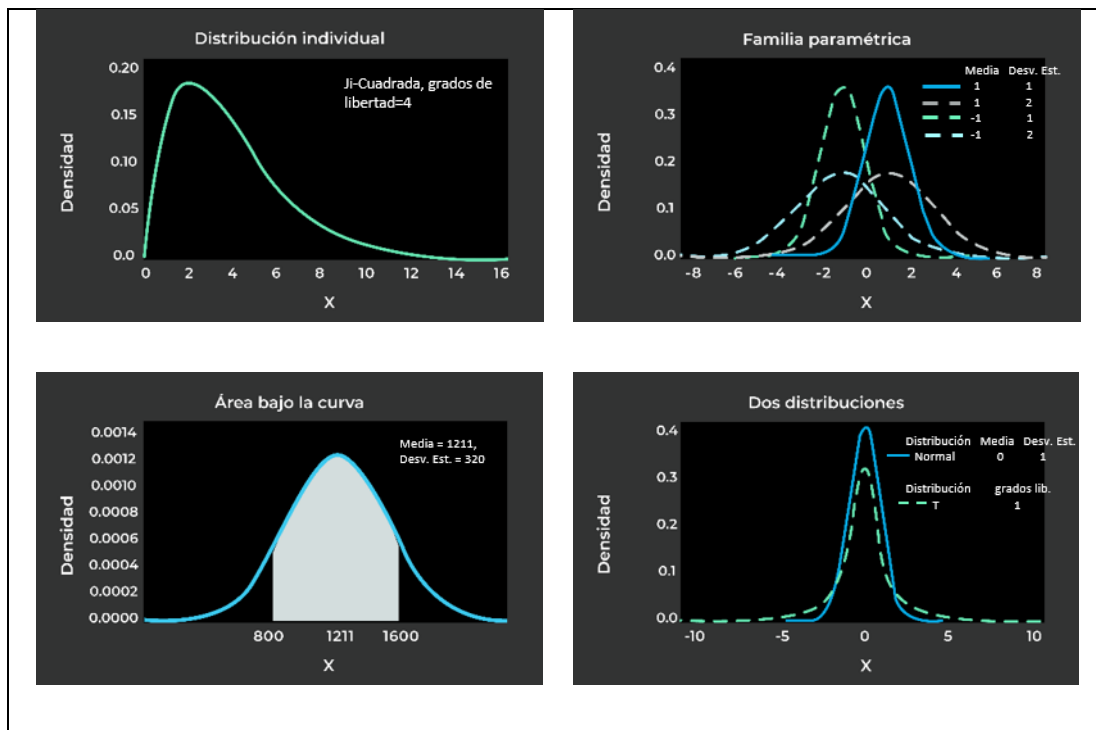 Distribución individual
Ji-Cuadrada, grados de
libertad=4
Densidad
0.20
0.15
0.10
0.05
0.0
0 2 4 6 8 10 12 14 16
X
Familia paramétrica
Media Desv. Est.
1 1
1 2
-1 1
-1 2
Densidad
0.4
0.3
0.2
0.1
0.0
-8 -6 -4 -2 0 2 4 6 8
X
Área bajo la curva
Media = 1211,
Desv. Est. = 320
Densidad
0.0014
0.0012
0.0010
0.0008
0.0006
0.0004
0.0002
0.0000
800 1211 1600
X
Dos distribuciones
Distribución Media Desv. Est.
Normal 0 1
Distribución grados lib.
T 1
Densidad
0.4
0.3
0.2
0.1
0.0
-10 -5 0 5 10
X